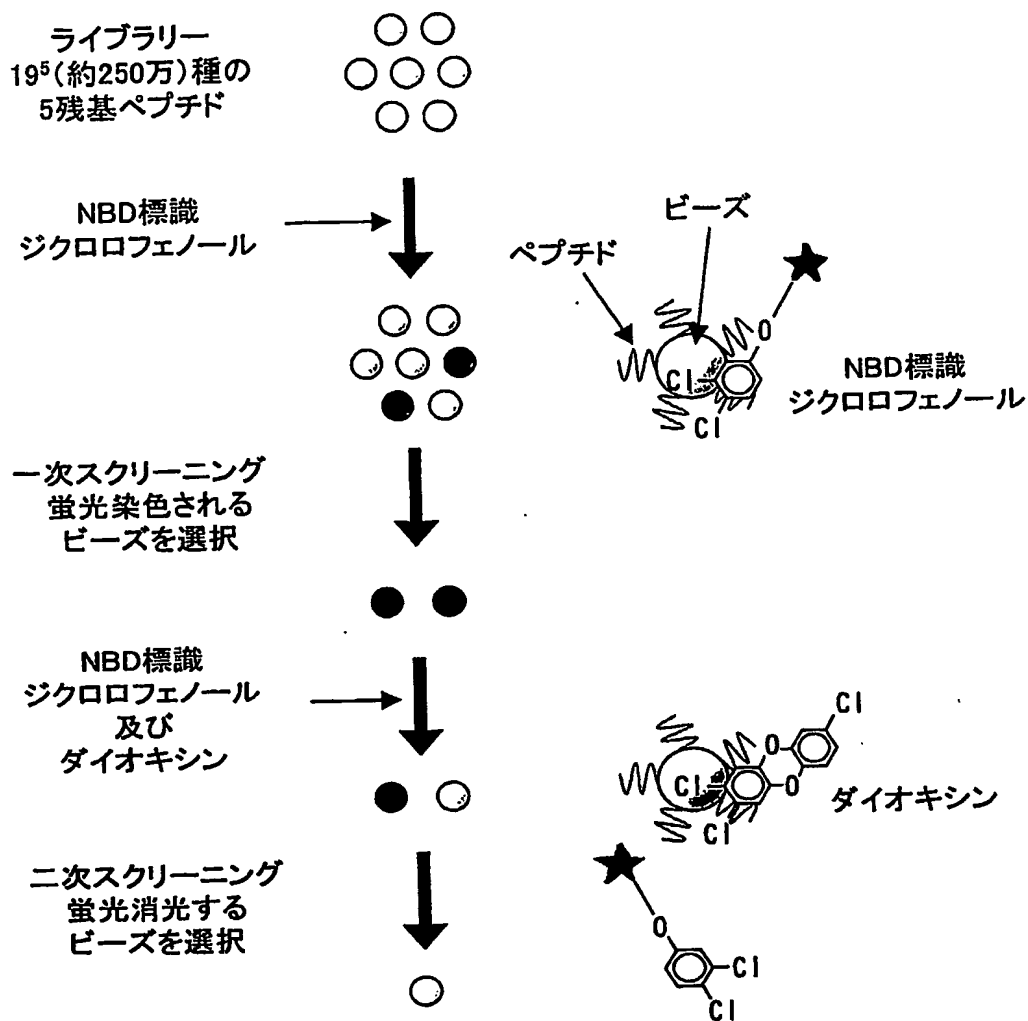 ライブラリー
19⁵(約250万)種の
5残基ペプチド
NBD標識
ジクロロフェノール
ビーズ
ペプチド
O
Cl
Cl
NBD標識
ジクロロフェノール
一次スクリーニング
蛍光染色される
ビーズを選択
NBD標識
ジクロロフェノール
及び
ダイオキシン
Cl
O
Cl
O
Cl
ダイオキシン
二次スクリーニング
蛍光消光する
ビーズを選択
O
Cl
Cl